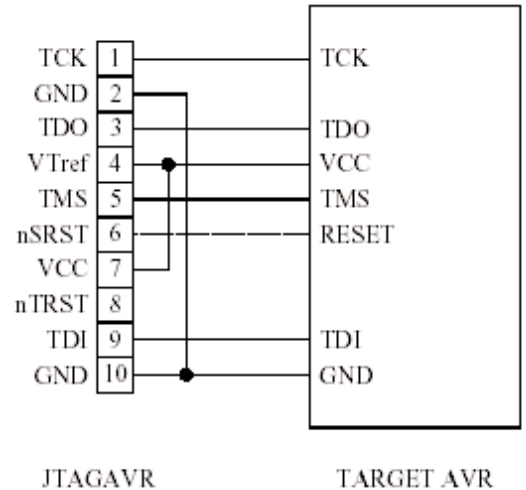 TCK 1 TCK
GND 2
TDO 3 TDO
VTref 4 VCC
TMS 5 TMS
nSRST 6 RESET
VCC 7
nTRST 8
TDI 9 TDI
GND 10 GND
JTAGAVR TARGET AVR